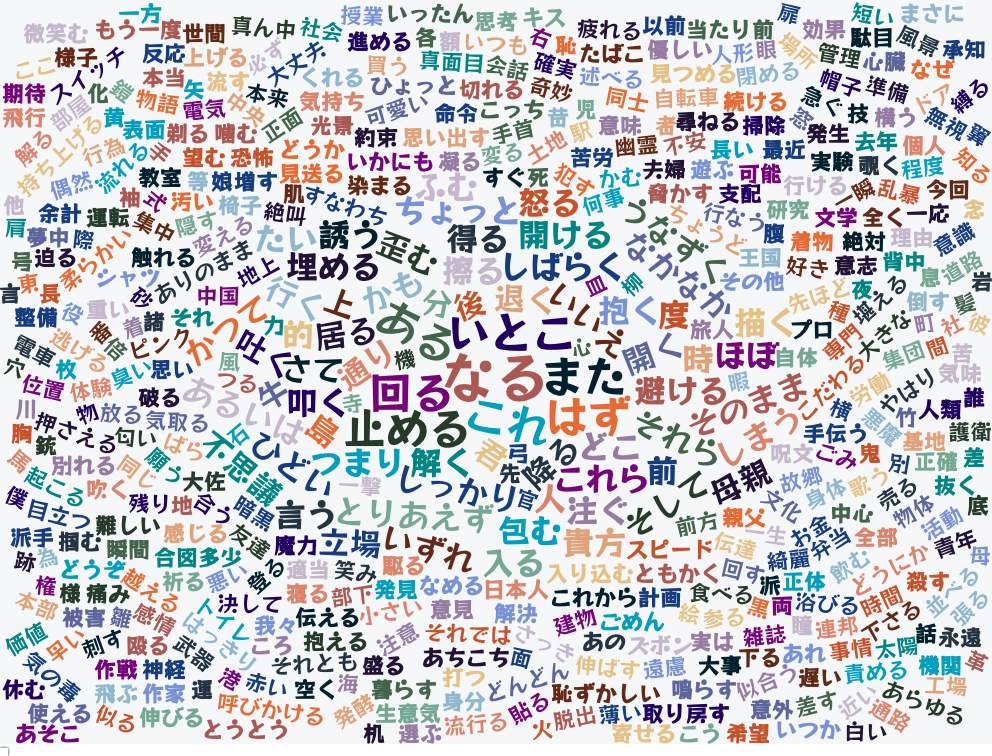 一方 授業 いったん 思考 キス 扉 効果 短い まさに
微笑む もう一度 世間 真ん中 社会 進める 各 額 いつも 右 恥 疲れる 以前 当たり前 駄目 風景 承知
ここ 様子 スイッチ 反応 上げる 必ず 大丈夫 買う 真面目 会話 確実 たばこ 優しい 人形 眼 場所 管理 心臓 なぜ
期待 化 鐘 本当 矢 流す 本来 くれる ひょっと 切れる 奇妙 述べる 見つめる 閉める 帽子 準備 ドア 縛る
飛行 部屋 黄 物語 電気 中央 正面 気持ち 可愛い 命令 こっち 昔 児 同士 自転車 続ける 窓 急ぐ 技 横う 無視 翼
解る 持ち上げる 行為 表面 剃る 噛む 光景 約束 思い出す 手首 土地 駅 意味 者 尋ねる 掃除 発生 去年 個人
偶然 流れる 主 望む 恐怖 どうか いかにも 凝る 変る 苦労 幽霊 不安 長い 最近 実験 覗く 程度 知る
他 教室 等 娘 増す 見送る 染まる ふむ すぐ 死 犯す かむ 夫婦 遊ぶ 可能 行ける 一瞬 乱暴 今回
肩 余計 運転 袖 式 汚い 椅子 肌 すなわち ちょっと 怒る 何事 脅かす 支配 研究 文学 全く 一応 念
夢中 際 集中 隠す 絶叫 たい 誘う 歪む 得る 開ける うなずく ちょうど 行なう 腹 着物 絶対 理由 意識
号 迫る 柔らかい 触れる 変える 埋める 擦る しばらく なかなか 王国 その他 好き 意志 背中 息 道路
東 長 シャツ 砂 ありのまま 地上 行く 上 かも 分 後 退く いいえ 目 妻 抱く 度 旅人 描く 先ほど 種 夜 地 倒す 髪 岩
言 整備 役 重い 着 諸 それ 中国 かつて 力 的 居る ある いとこ 心 開く 時 ほぼ プロ 自体 専門 大きな 町 社 彼
電車 番 倍 ピンク 吐く さて 通り 機 なる また 避ける 暇 そのまま こだわる 集団 間 苦
穴 枚 逃げる 臭い 思い 風 つる キ 叩く 寺 回る これ はず それら しまう 労働 やはり 気味
位置 体験 破る あるいは 島 止める 君 弓 降る どこ 横 悪魔 竹 人類 誰
川 物 放る 気取る 不思議 石 ひどい つまり 解く 先 これら 前 母親 呪文 手伝う ごみ 鬼 基地 護衛
胸 銃 押さえる 匂い ばら 一撃 しっかり 官 人 注ぐ そして 文化 故郷 身体 歌う 別 正確 差
馬 起こる 別れる 同じ 願う 大佐 暗黒 言う とりあえず 包む 貴方 前方 親父 一生 お金 中心 売る 物体 抜く
僕 目立つ 吹く 残り 地 合う 友達 魔力 立場 いずれ 入る スピード 伝達 綺麗 弁当 全部 活動 底
派手 掴む 難しい 瞬間 感じる 合図 多少 適当 笑み 駆る 入り込む ともかく 回す 派 正体 飲む どうにか 青年 母
跡 為 どうぞ 越える 祈る 悪い 登る 寝る 部下 発見 なめる 日本人 これから 計画 食べる 両 浴びる 時間 殺す 並べる
権 様 痛み 人 トイレ 決して 我々 伝える 小さい 意見 解決 建物 ごめん 絵 参る 黒 瞳 連邦 下さる 張る
本部 被害 離 感情 はっきり ころ 抱える 注意 それでは さっき あの ズボン 実は 雑誌 事情 太陽 話 永遠
価値 早い 刺す 殴る 武器 それとも 盛る あちこち 面 伸ばす 遠慮 大事 下る あれ 責める 機関 革
気の毒 作戦 神経 港 赤い 空く 海 暮らす 打つ どんどん 恥ずかしい 鳴らす 似合う 遅い あらゆる 工場
休む 飛ぶ 作家 運 呼びかける 発酵 生意気 身分 貼る 脱出 薄い 取り戻す 意外 差す 近い 通路
使える 似る 伸びる とうとう 机 選ぶ 流行る 火 寄せる こう 希望 いつか 白い
あそこ